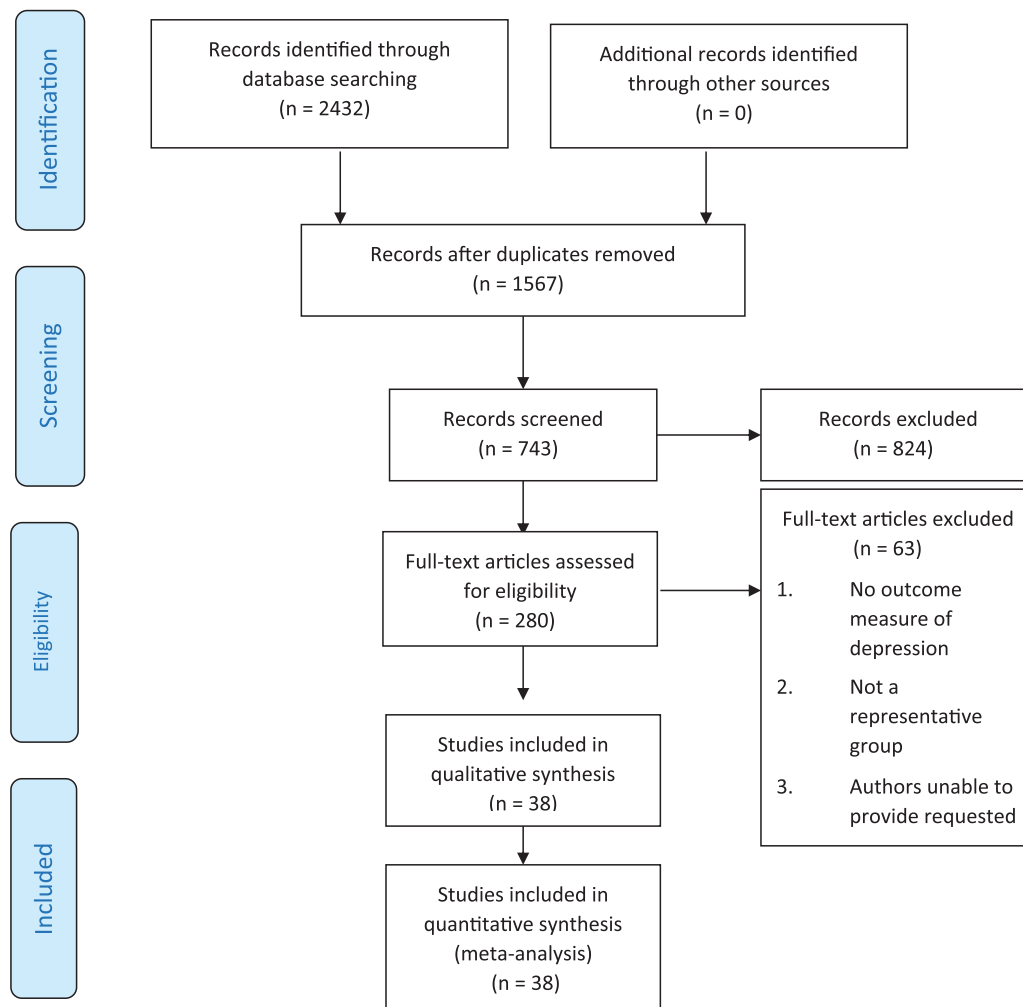 Identification
Records identified through
database searching
(n = 2432)
Additional records identified
through other sources
(n = 0)
Records after duplicates removed
(n = 1567)
Screening
Records screened
(n = 743)
Records excluded
(n = 824)
Eligibility
Full-text articles assessed
for eligibility
(n = 280)
Full-text articles excluded
(n = 63)
1. No outcome
measure of
depression
2. Not a
representative
group
3. Authors unable to
provide requested
Included
Studies included in
qualitative synthesis
(n = 38)
Studies included in
quantitative synthesis
(meta-analysis)
(n = 38)